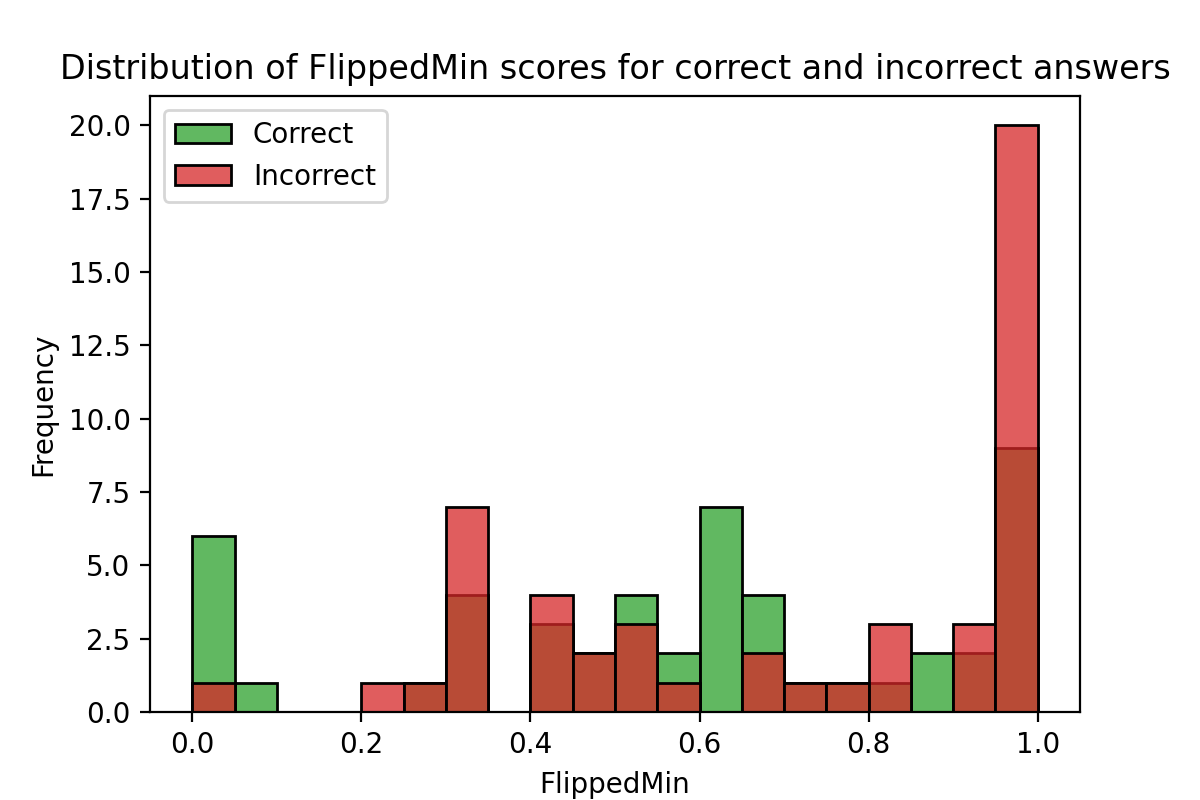 Distribution of FlippedMin scores for correct and incorrect answers
Correct
Incorrect
20.0
17.5
15.0
12.5
10.0
7.5
5.0
2.5
0.0
Frequency
0.0 0.2 0.4 0.6 0.8 1.0
FlippedMin